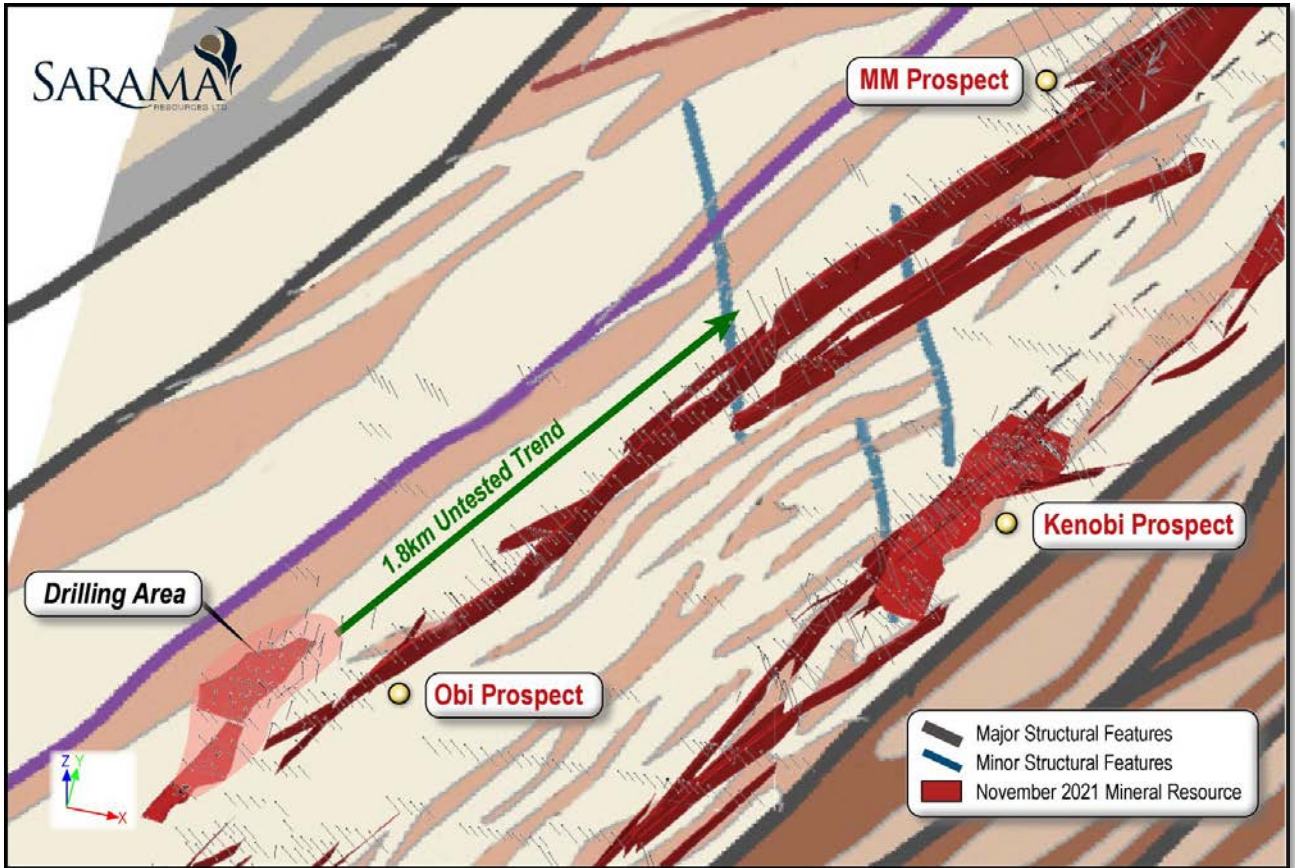 SARAMA
RESOURCES LTD
MM Prospect
1.8km Untested Trend
Drilling Area
Kenobi Prospect
Obi Prospect
Major Structural Features
Minor Structural Features
November 2021 Mineral Resource
Z
Y
X